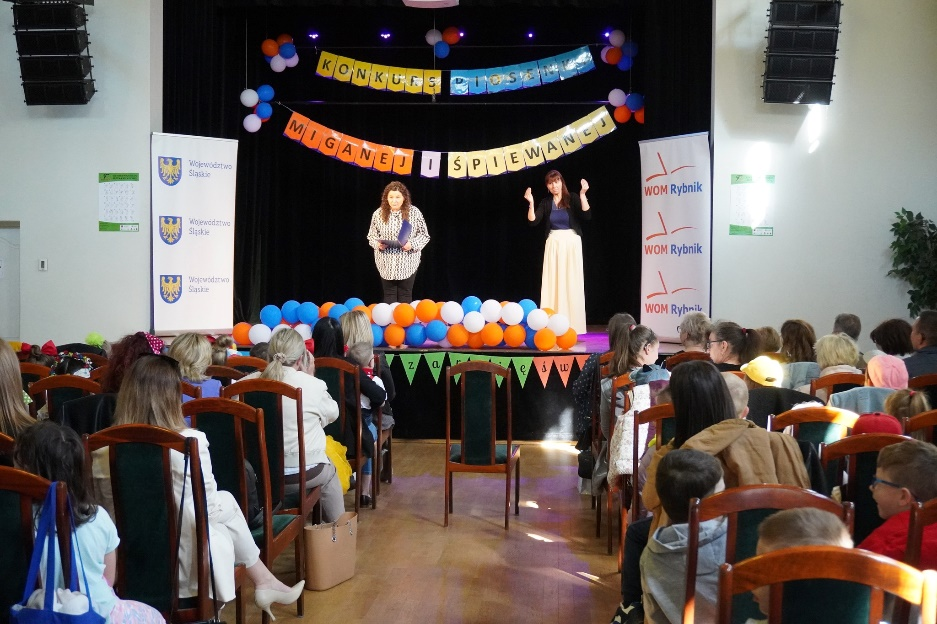 KONKURS PIOSENKI
MIGANEJ I ŚPIEWANEJ
Województwo
Śląskie
Województwo
Śląskie
Województwo
Śląskie
WOM Rybnik
WOM Rybnik
WOM Rybnik